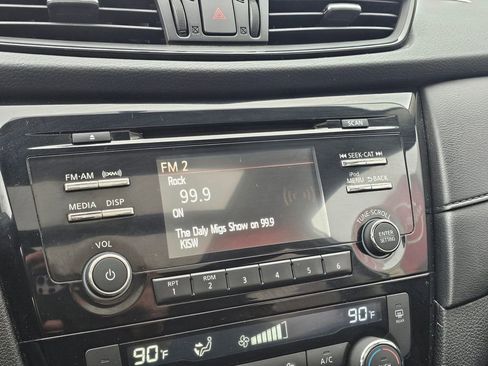 SCAN
FM•AM
MEDIA DISP
VOL
FM 2
Rock
99.9
ON
The Daly Migs Show on 99.9
KISW
SEEK•CAT
iPod
MENU BACK
TUNE•SCROLL
ENTER
SETTING
RPT RDM
1 2 3 4 5 6
90°F 90°F
A/C
REAR